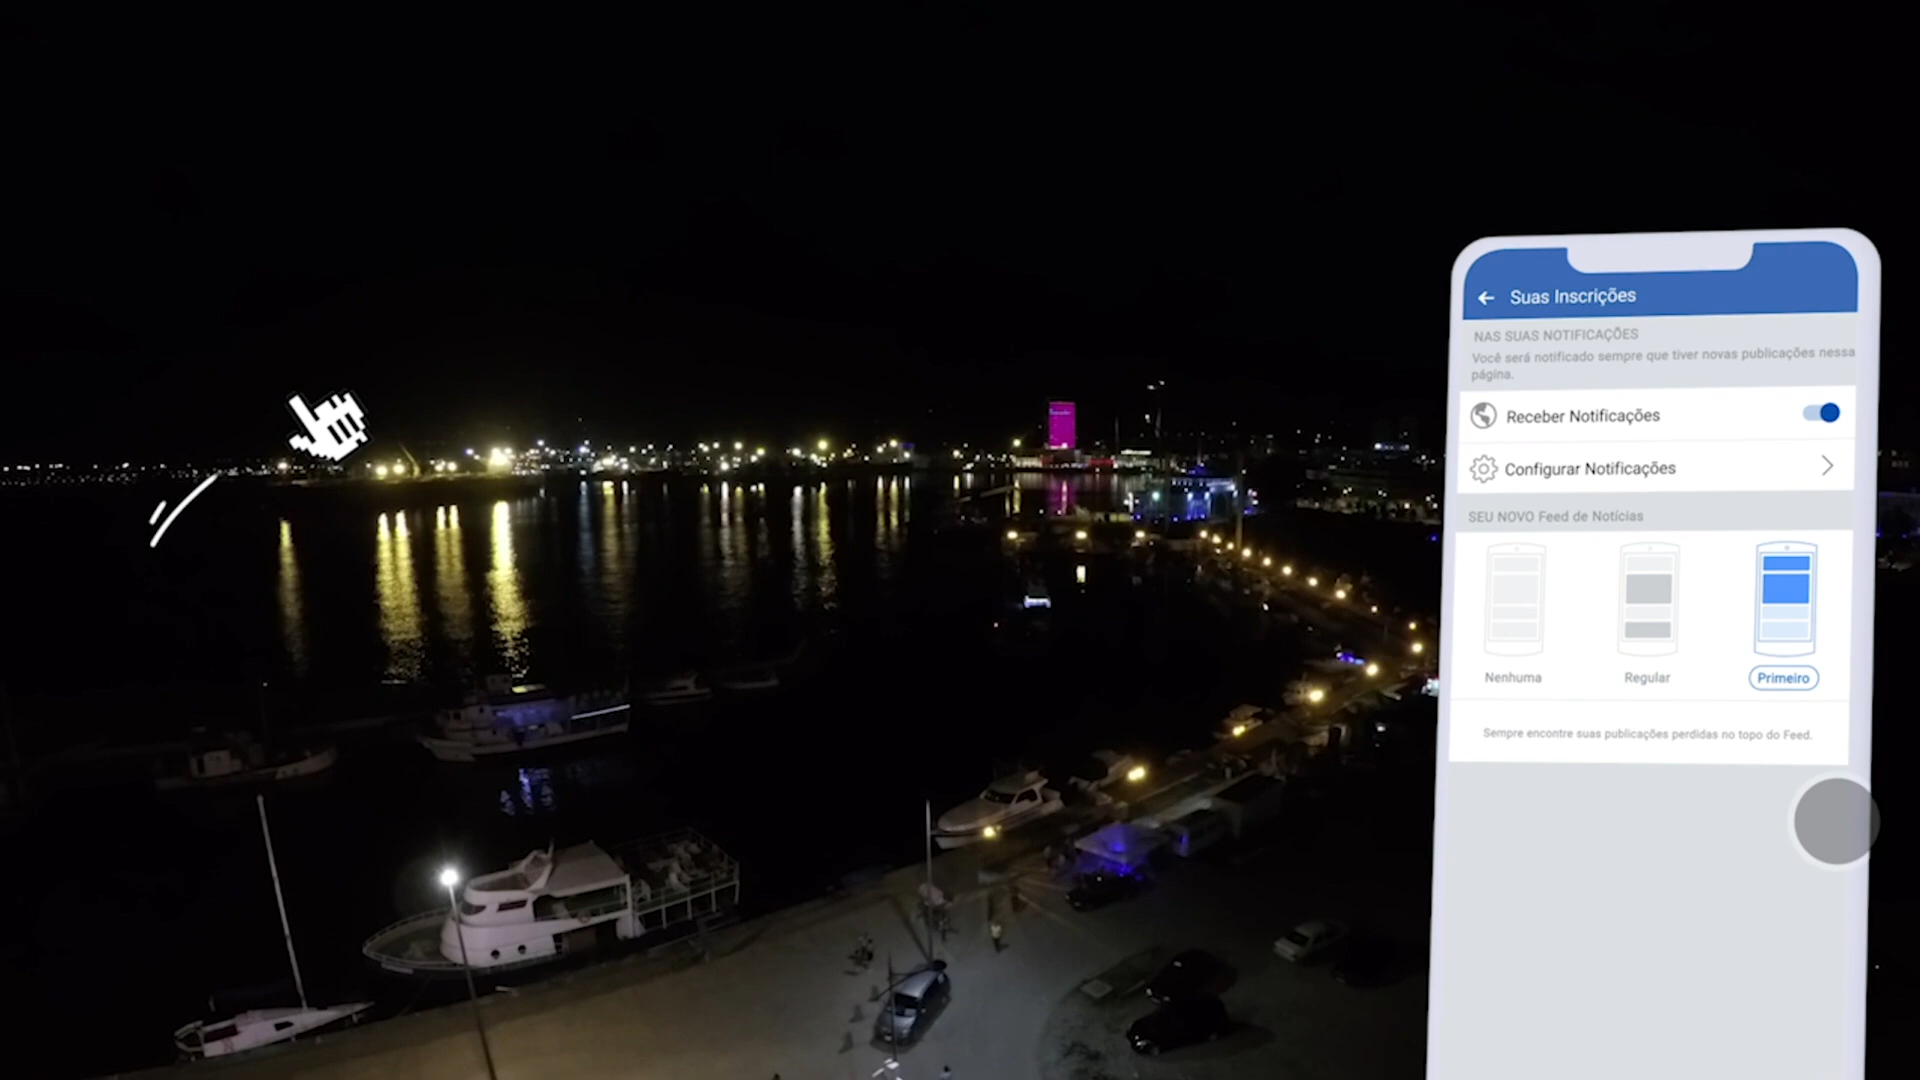 Suas Inscrições
NAS SUAS NOTIFICAÇÕES
Você será notificado sempre que tiver novas publicações nessa
página.
Receber Notificações
Configurar Notificações
SEU NOVO Feed de Notícias
Nenhuma
Regular
Primeiro
Sempre encontre suas publicações perdidas no topo do Feed.